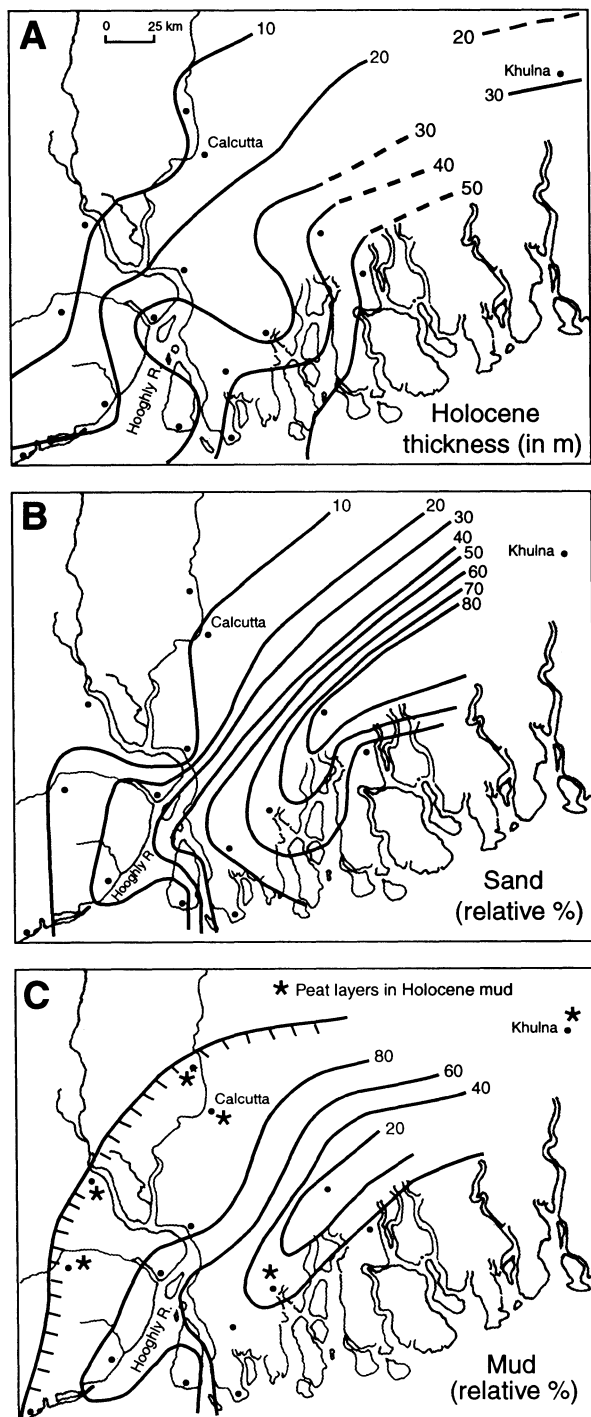 A
0 25 km
10
20
20
Khulna
30
Calcutta
30
40
50
Hooghly R.
Holocene
thickness (in m)
B
10
20
30
40
50
60
70
80
Khulna
Calcutta
Hooghly R
Sand
(relative %)
C
* Peat layers in Holocene mud
*
Khulna
*
Calcutta
*
80
60
40
20
*
*
*
Hooghly R.
Mud
(relative %)